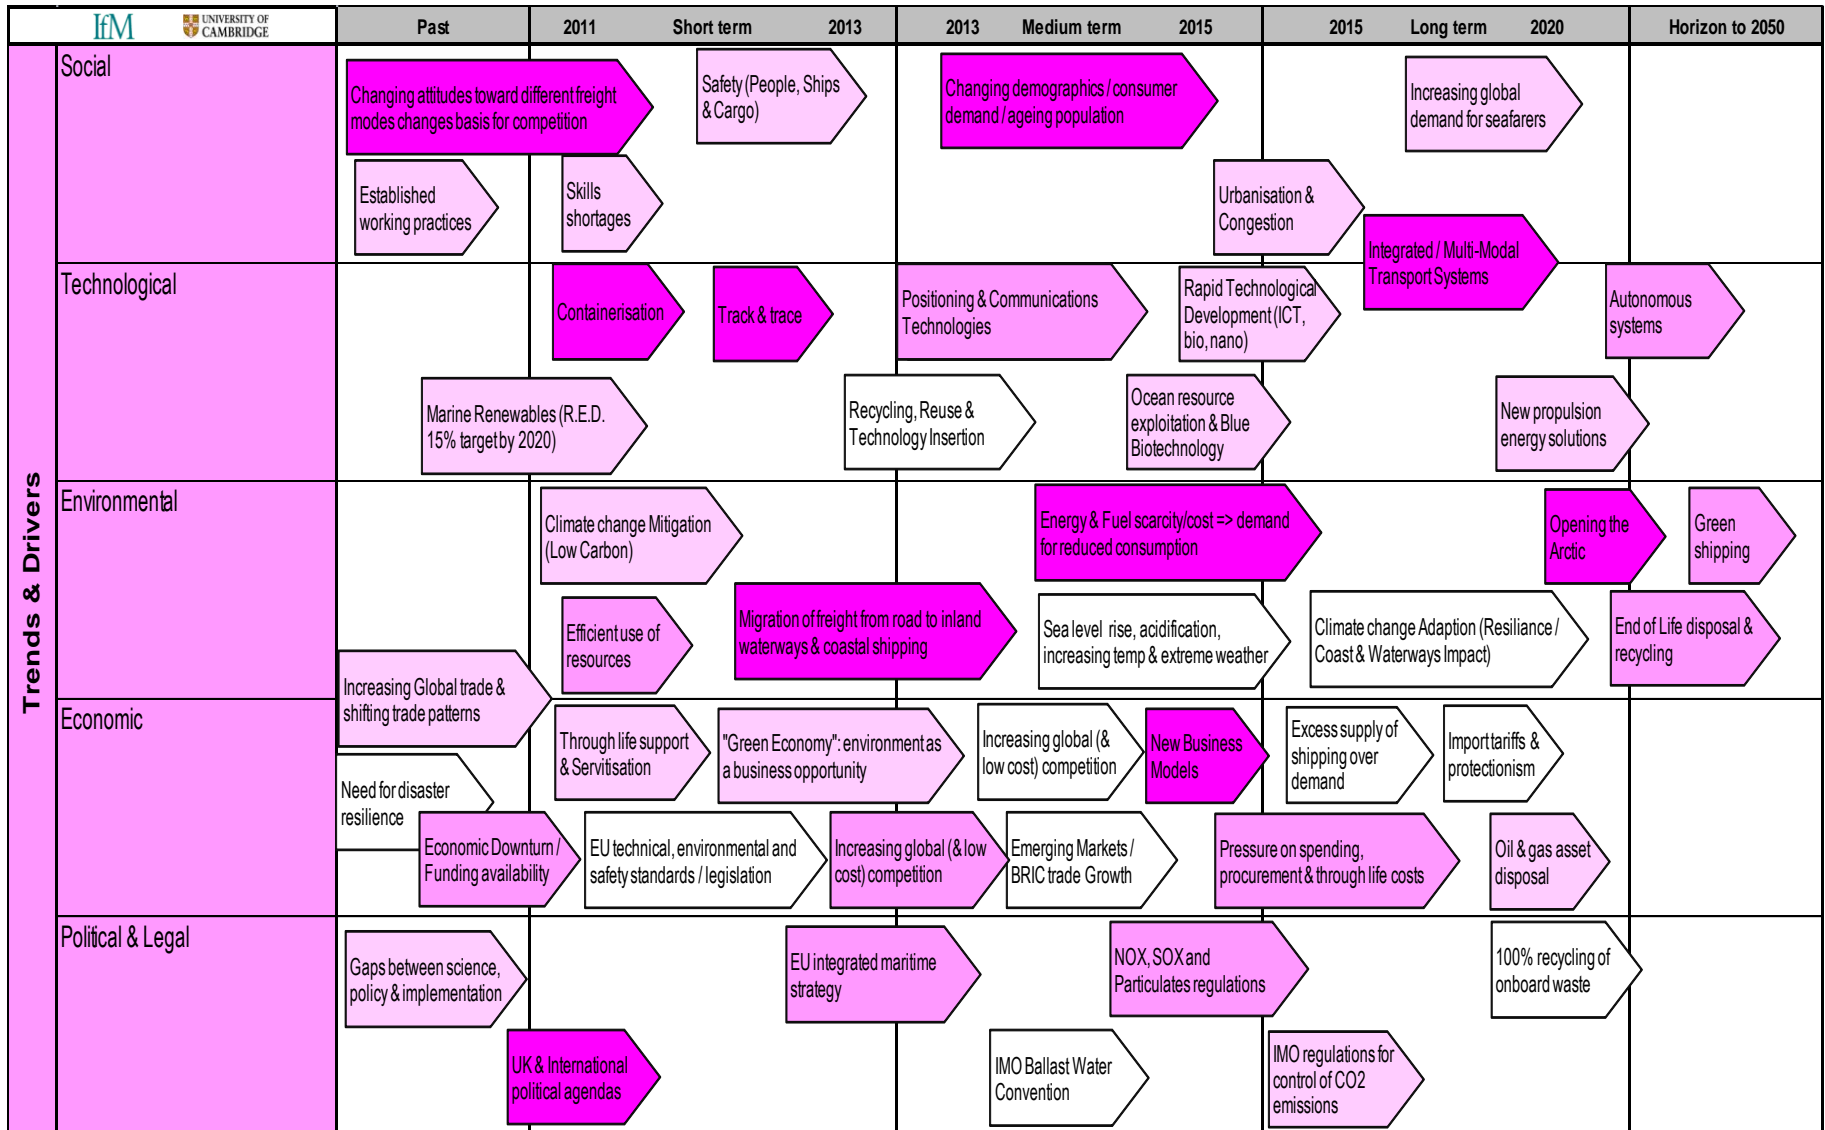 IfM
UNIVERSITY OF
CAMBRIDGE
Past
2011
Short term
2013
2013
Medium term
2015
2015
Long term
2020
Horizon to 2050
Trends & Drivers
Social
Changing attitudes toward different freight
modes changes basis for competition
Safety (People, Ships
& Cargo)
Changing demographics / consumer
demand / ageing population
Increasing global
demand for seafarers
Established
working practices
Skills
shortages
Urbanisation &
Congestion
Integrated / Multi-Modal
Transport Systems
Technological
Containerisation
Track & trace
Positioning & Communications
Technologies
Rapid Technological
Development (ICT,
bio, nano)
Autonomous
systems
Marine Renewables (R.E.D.
15% target by 2020)
Recycling, Reuse &
Technology Insertion
Ocean resource
exploitation & Blue
Biotechnology
New propulsion
energy solutions
Environmental
Climate change Mitigation
(Low Carbon)
Energy & Fuel scarcity/cost => demand
for reduced consumption
Opening the
Arctic
Green
shipping
Efficient use of
resources
Migration of freight from road to inland
waterways & coastal shipping
Sea level rise, acidification,
increasing temp & extreme weather
Climate change Adaption (Resiliance /
Coast & Waterways Impact)
End of Life disposal &
recycling
Increasing Global trade &
shifting trade patterns
Economic
Through life support
& Servitisation
"Green Economy": environment as
a business opportunity
Increasing global (&
low cost) competition
New Business
Models
Excess supply of
shipping over
demand
Import tariffs &
protectionism
Need for disaster
resilience
Economic Downturn /
Funding availability
EU technical, environmental and
safety standards / legislation
Increasing global (& low
cost) competition
Emerging Markets /
BRIC trade Growth
Pressure on spending,
procurement & through life costs
Oil & gas asset
disposal
Political & Legal
Gaps between science,
policy & implementation
EU integrated maritime
strategy
NOX, SOX and
Particulates regulations
100% recycling of
onboard waste
UK & International
political agendas
IMO Ballast Water
Convention
IMO regulations for
control of CO2
emissions